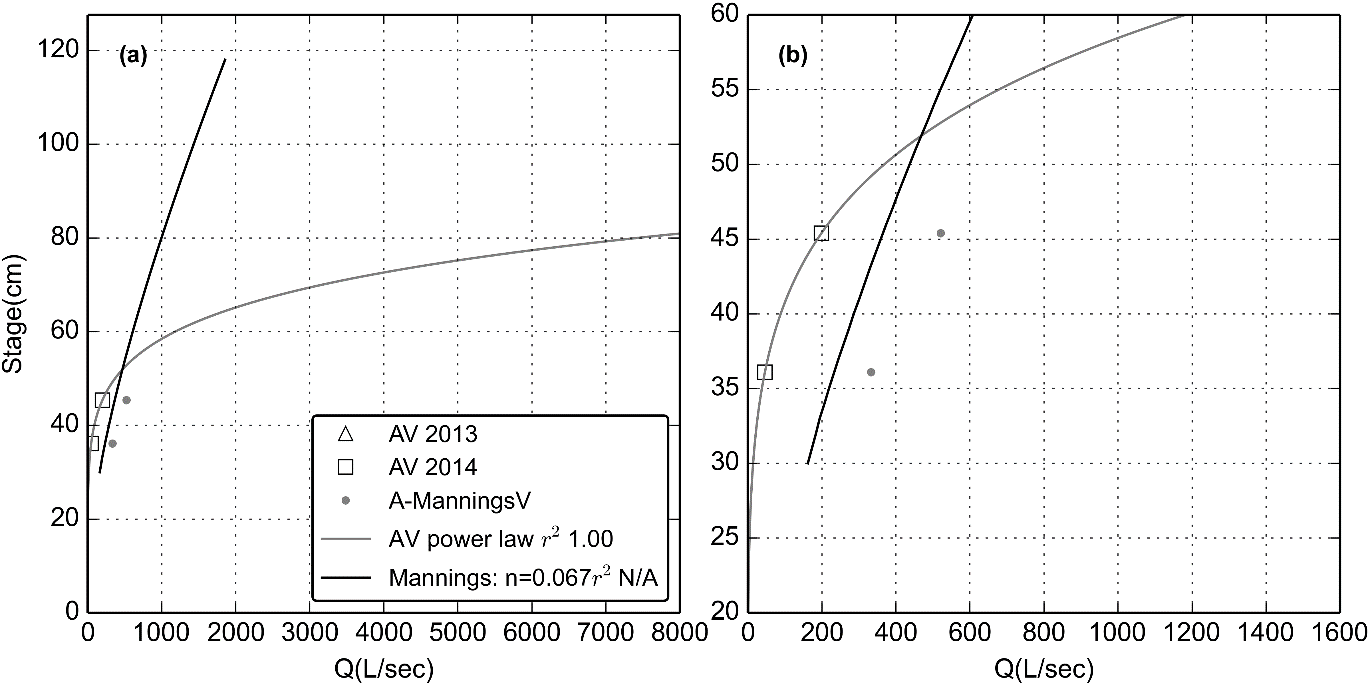 (a)
Stage(cm)
120
100
80
60
40
20
0
0 1000 2000 3000 4000 5000 6000 7000 8000
Q(L/sec)
AV 2013
AV 2014
A-ManningsV
AV power law r² 1.00
Mannings: n=0.067r² N/A
(b)
60
55
50
45
40
35
30
25
20
0 200 400 600 800 1000 1200 1400 1600
Q(L/sec)